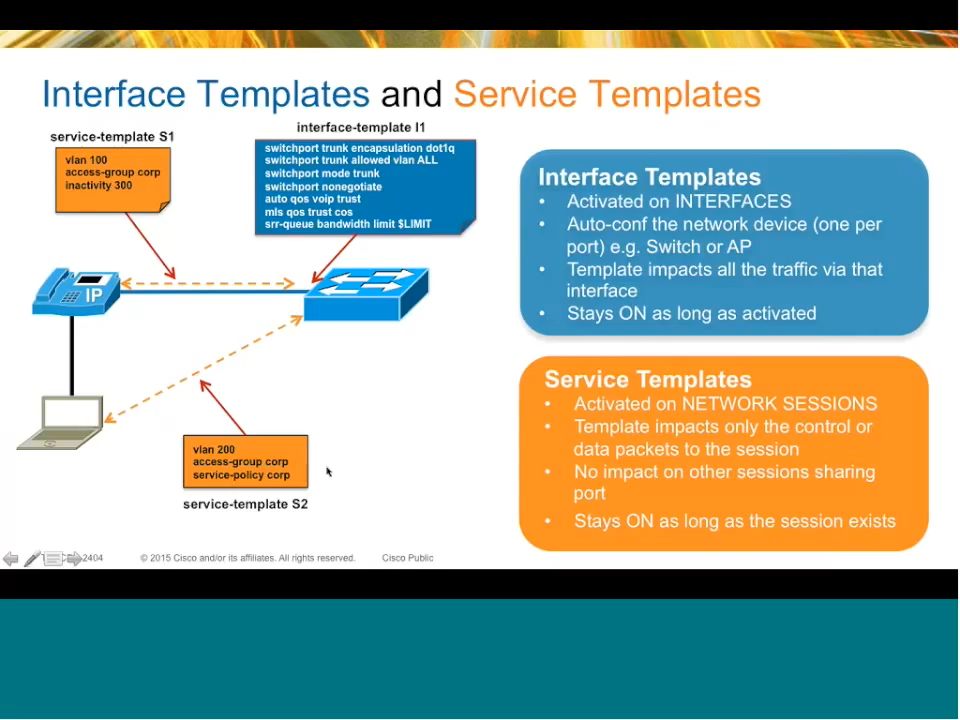 Interface Templates and Service Templates
service-template S1
vlan 100
access-group corp
inactivity 300
interface-template I1
switchport trunk encapsulation dot1q
switchport trunk allowed vlan ALL
switchport mode trunk
switchport nonegotiate
auto qos voip trust
mls qos trust cos
srr-queue bandwidth limit $LIMIT
IP
vlan 200
access-group corp
service-policy corp
service-template S2
Interface Templates
• Activated on INTERFACES
• Auto-conf the network device (one per
port) e.g. Switch or AP
• Template impacts all the traffic via that
interface
• Stays ON as long as activated
Service Templates
• Activated on NETWORK SESSIONS
• Template impacts only the control or
data packets to the session
• No impact on other sessions sharing
port
• Stays ON as long as the session exists
2404
© 2015 Cisco and/or its affiliates. All rights reserved.
Cisco Public